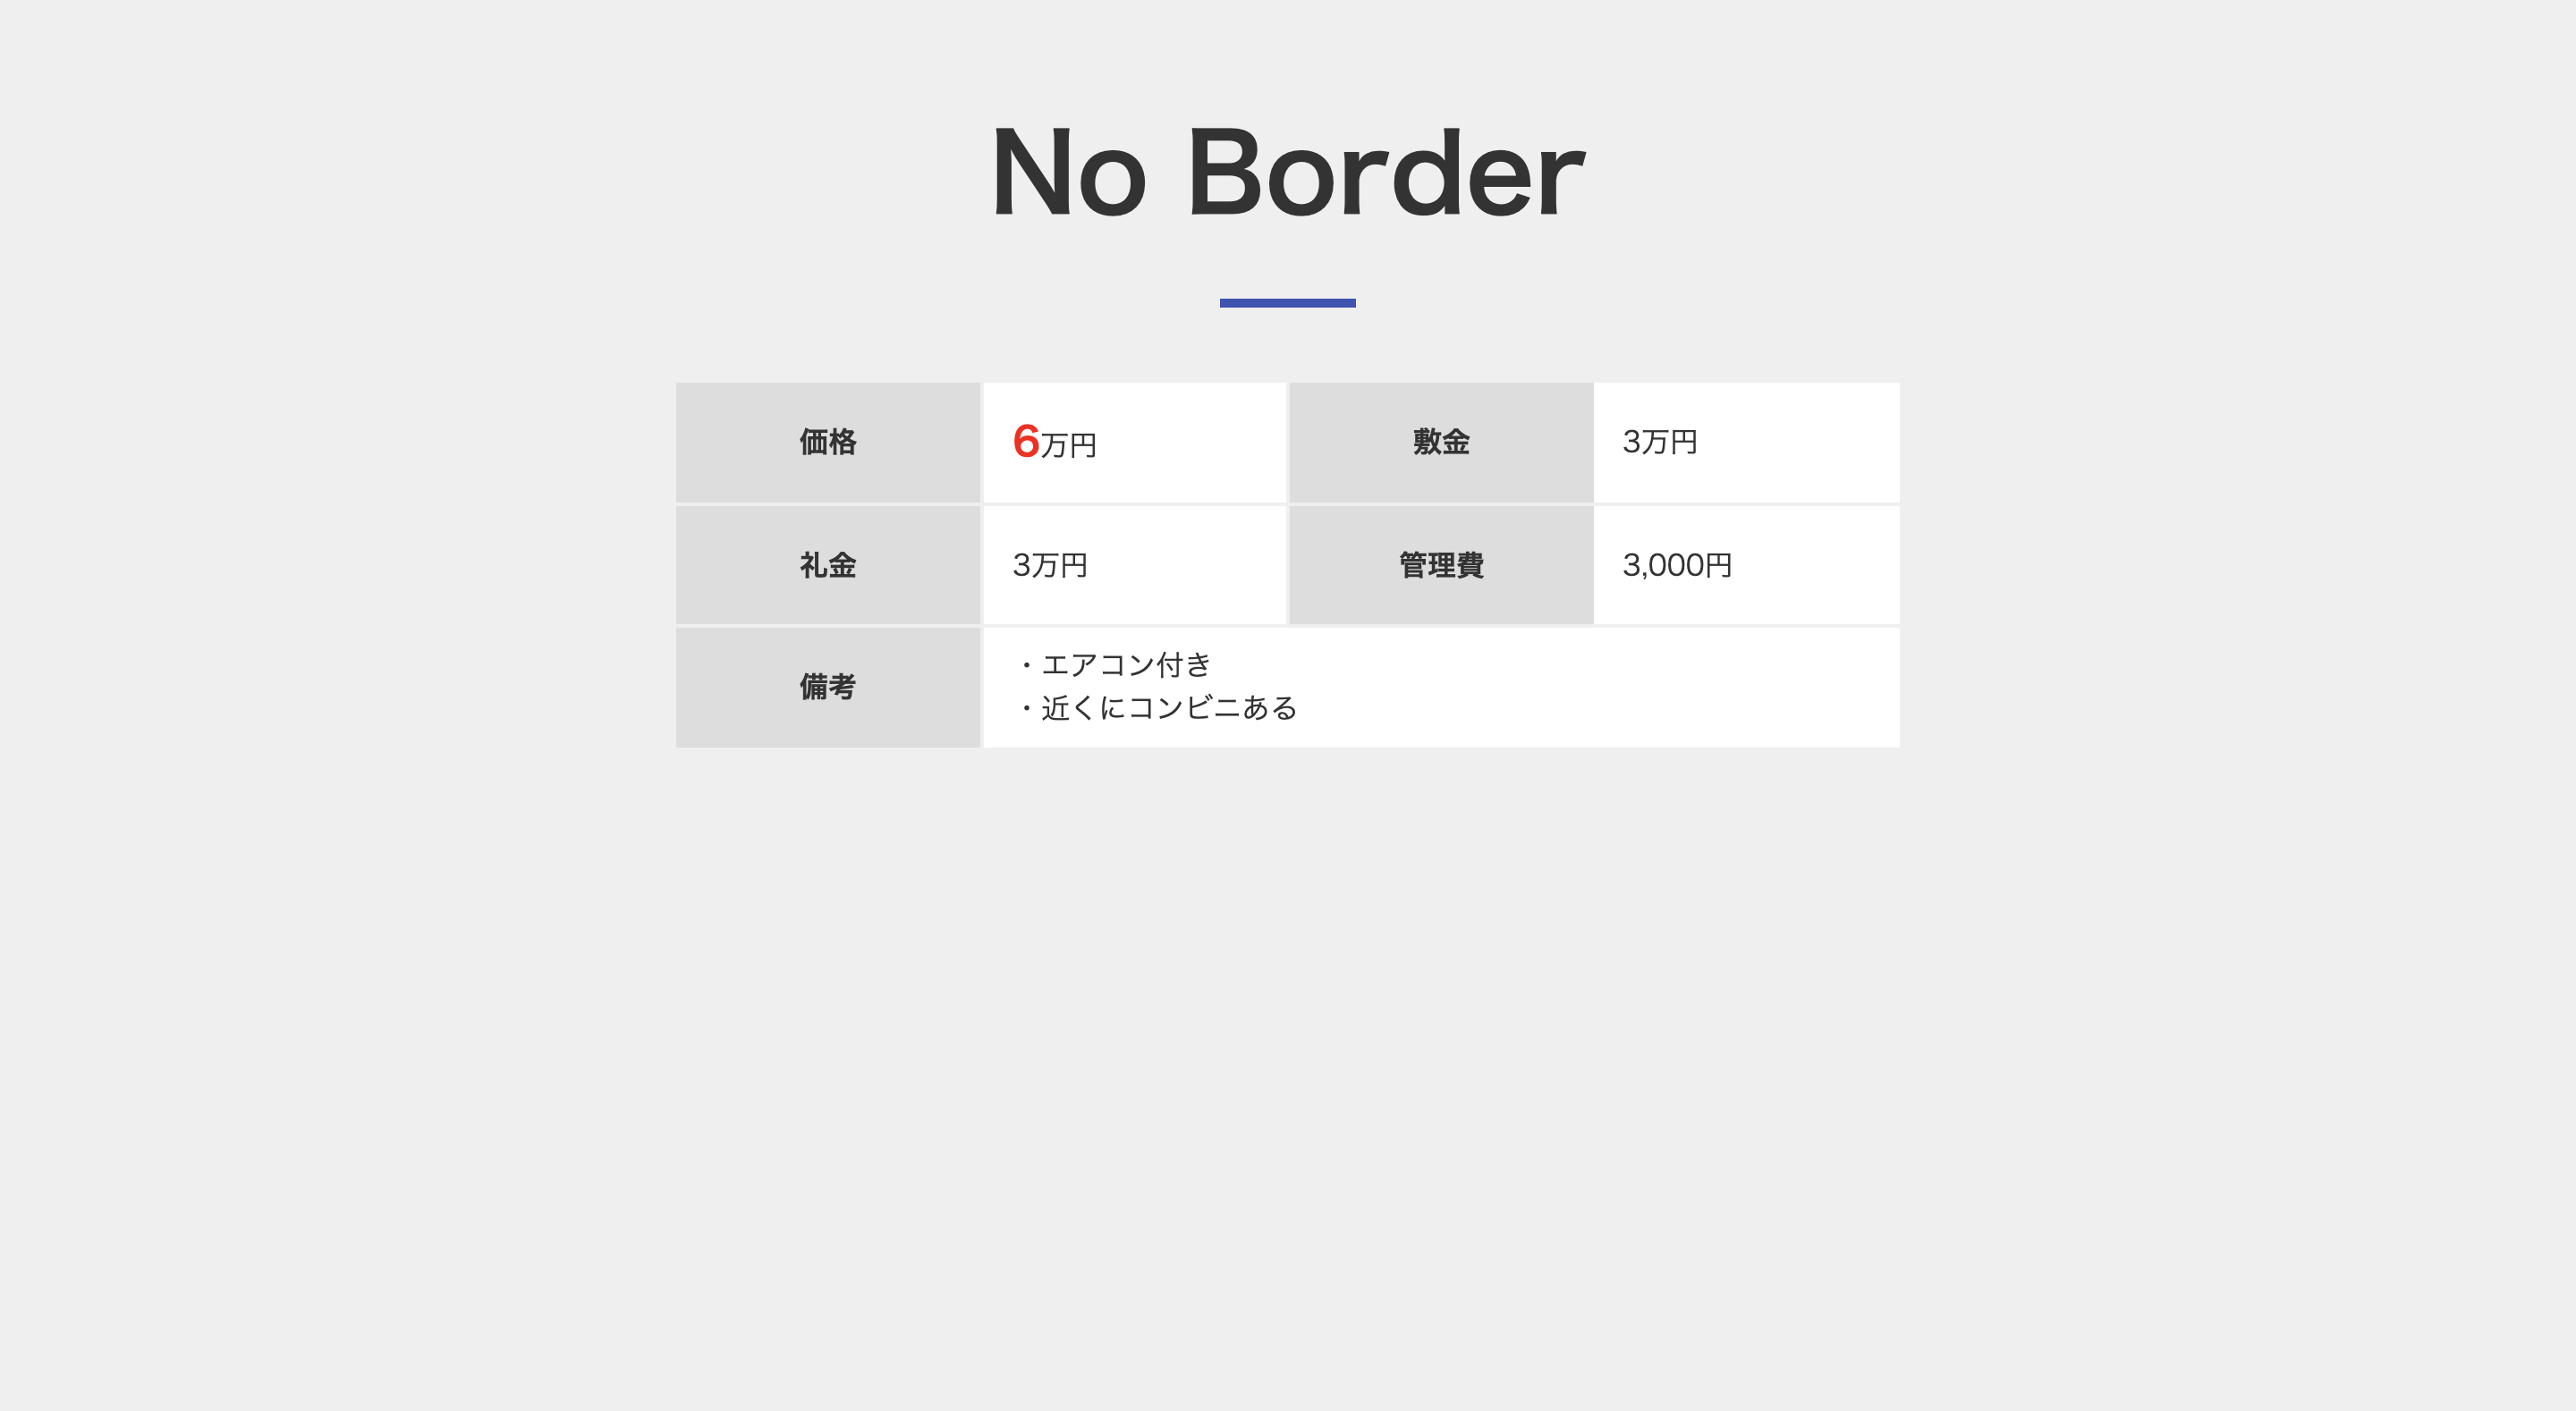 No Border
価格 6万円 敷金 3万円
礼金 3万円 管理費 3,000円
備考
・エアコン付き
・近くにコンビニある